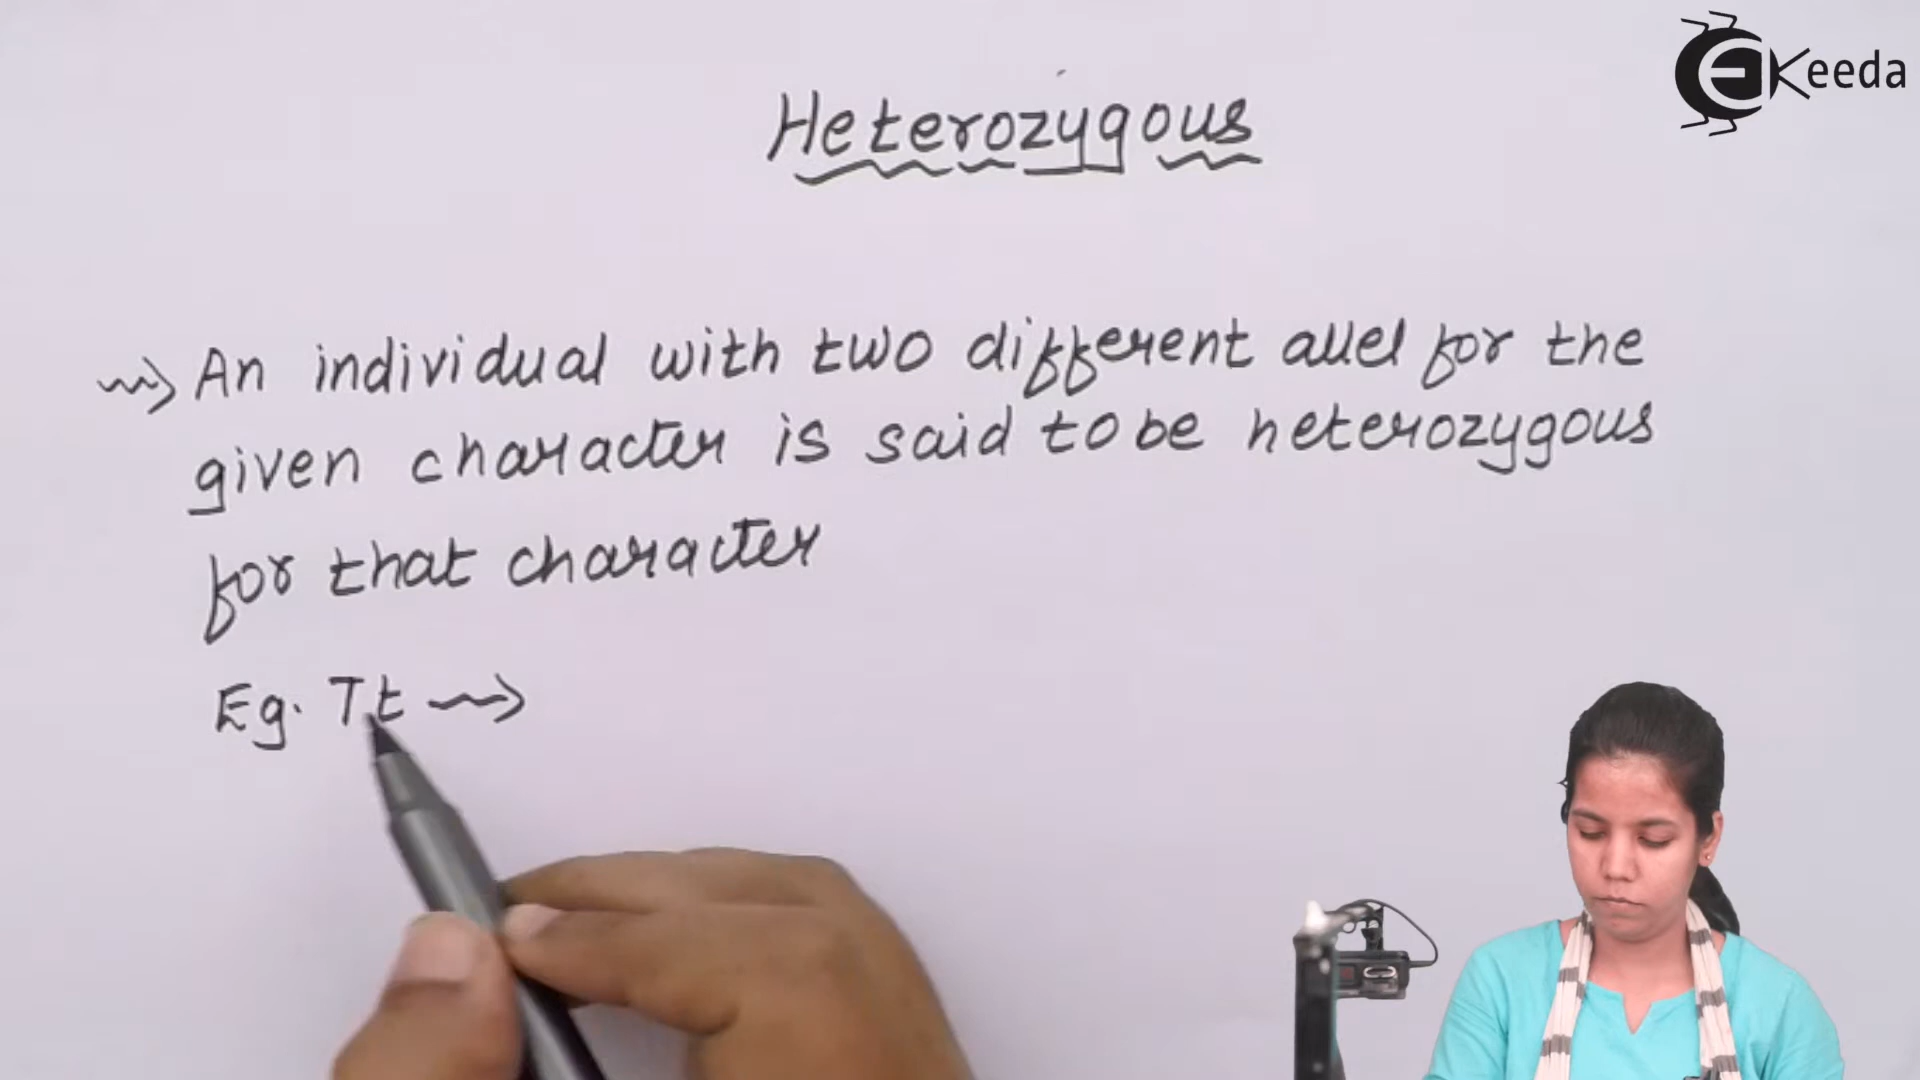 EKeeda
Heterozygous
An individual with two different allel for the
given character is said to be heterozygous
for that character
Eg. Tt